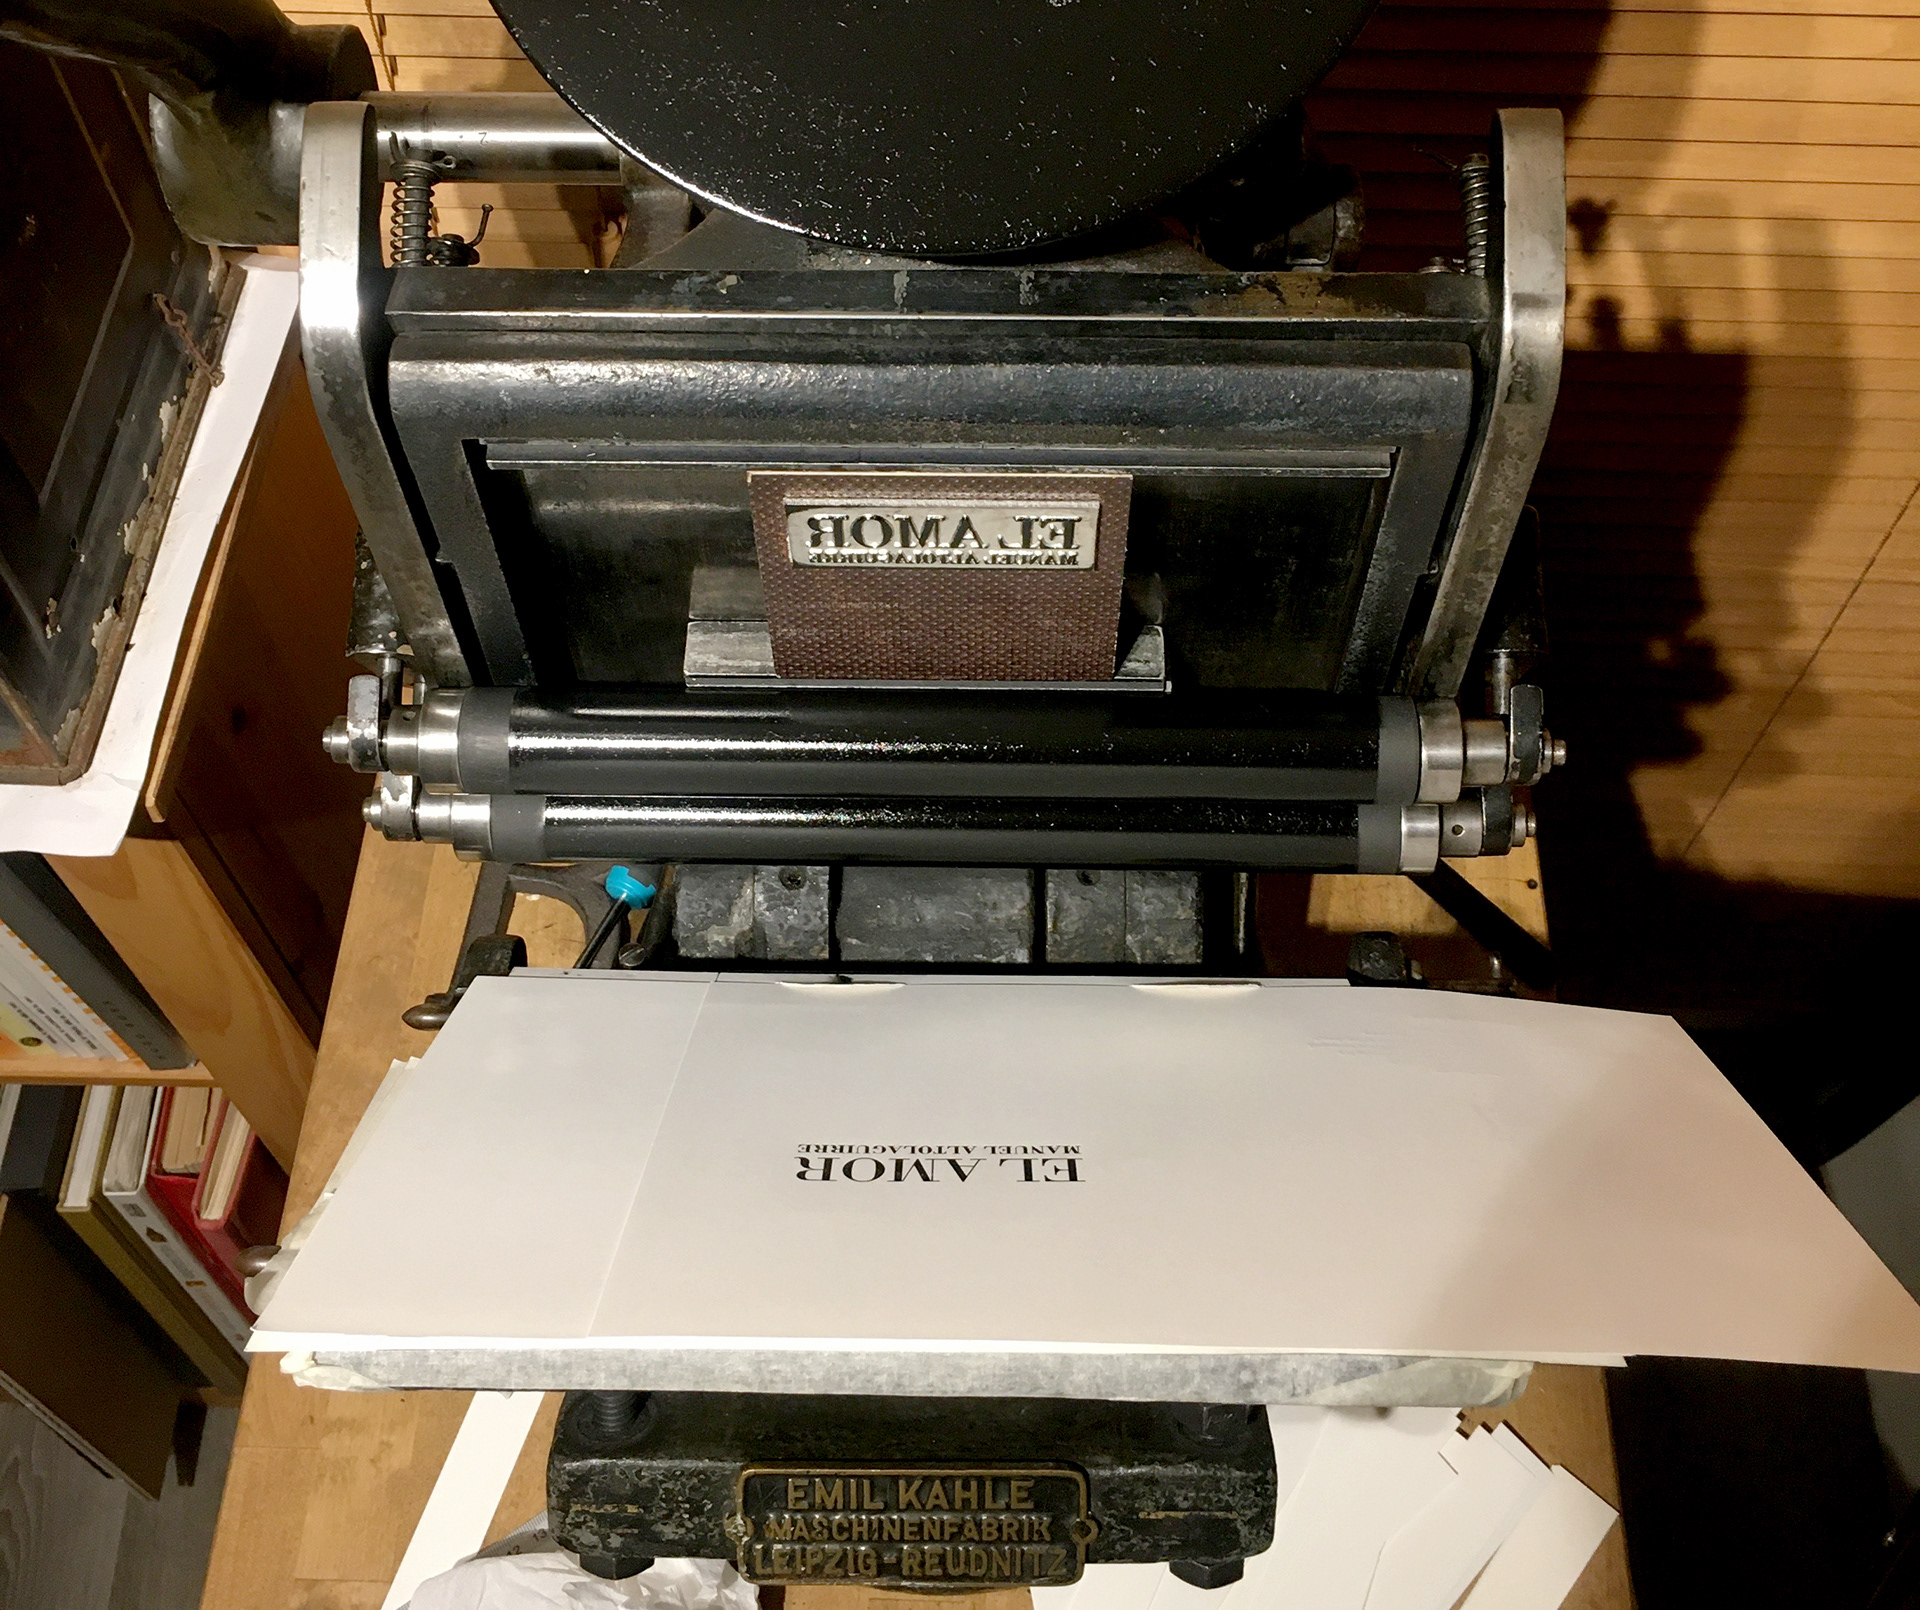 EL AMOR
MANUEL ALTOLAGUIRRE
EL AMOR
MANUEL ALTOLAGUIRRE
EMIL KAHLE
MASCHINENFABRIK
LEIPZIG-REUDNITZ